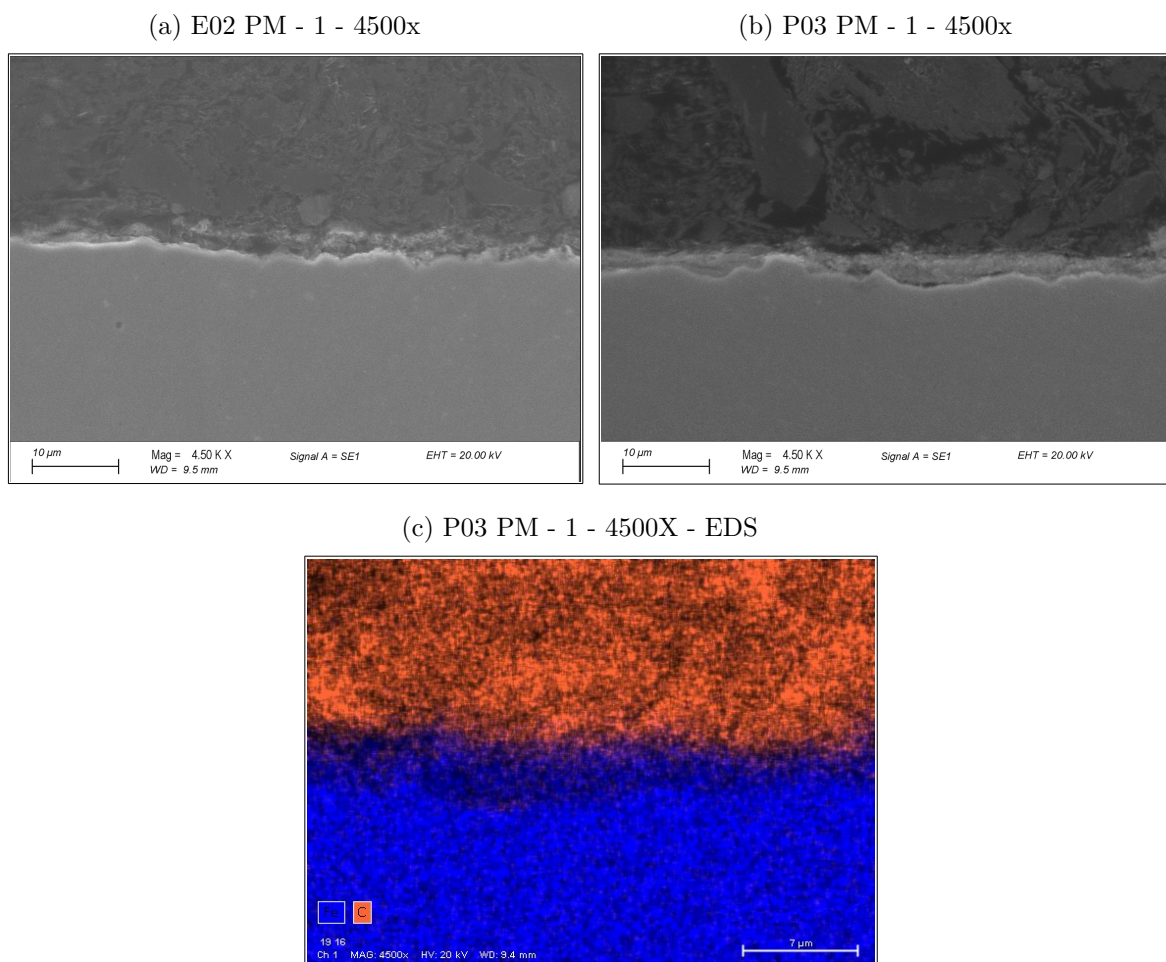 (a) E02 PM - 1 - 4500x
(b) P03 PM - 1 - 4500x
10 µm
Mag = 4.50 K X
WD = 9.5 mm
Signal A = SE1
EHT = 20.00 kV
10 µm
Mag = 4.50 K X
WD = 9.5 mm
Signal A = SE1
EHT = 20.00 kV
(c) P03 PM - 1 - 4500X - EDS
Fe C
19 16
Ch 1 MAG: 4500x HV: 20 kV WD: 9.4 mm
7 µm